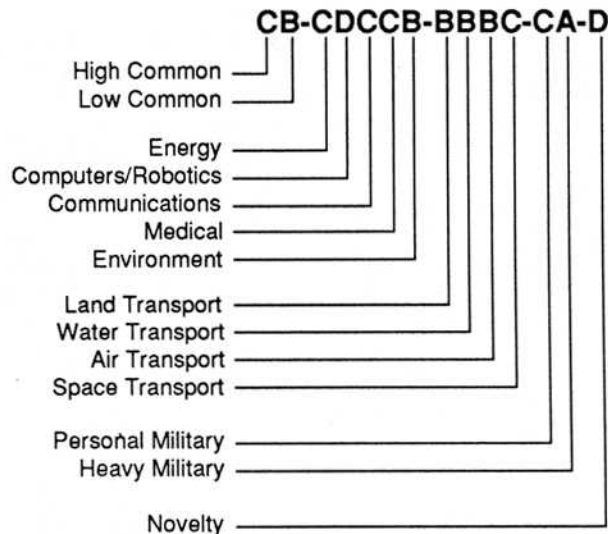 CB-CDCCB-BBBC-CA-D
High Common
Low Common
Energy
Computers/Robotics
Communications
Medical
Environment
Land Transport
Water Transport
Air Transport
Space Transport
Personal Military
Heavy Military
Novelty